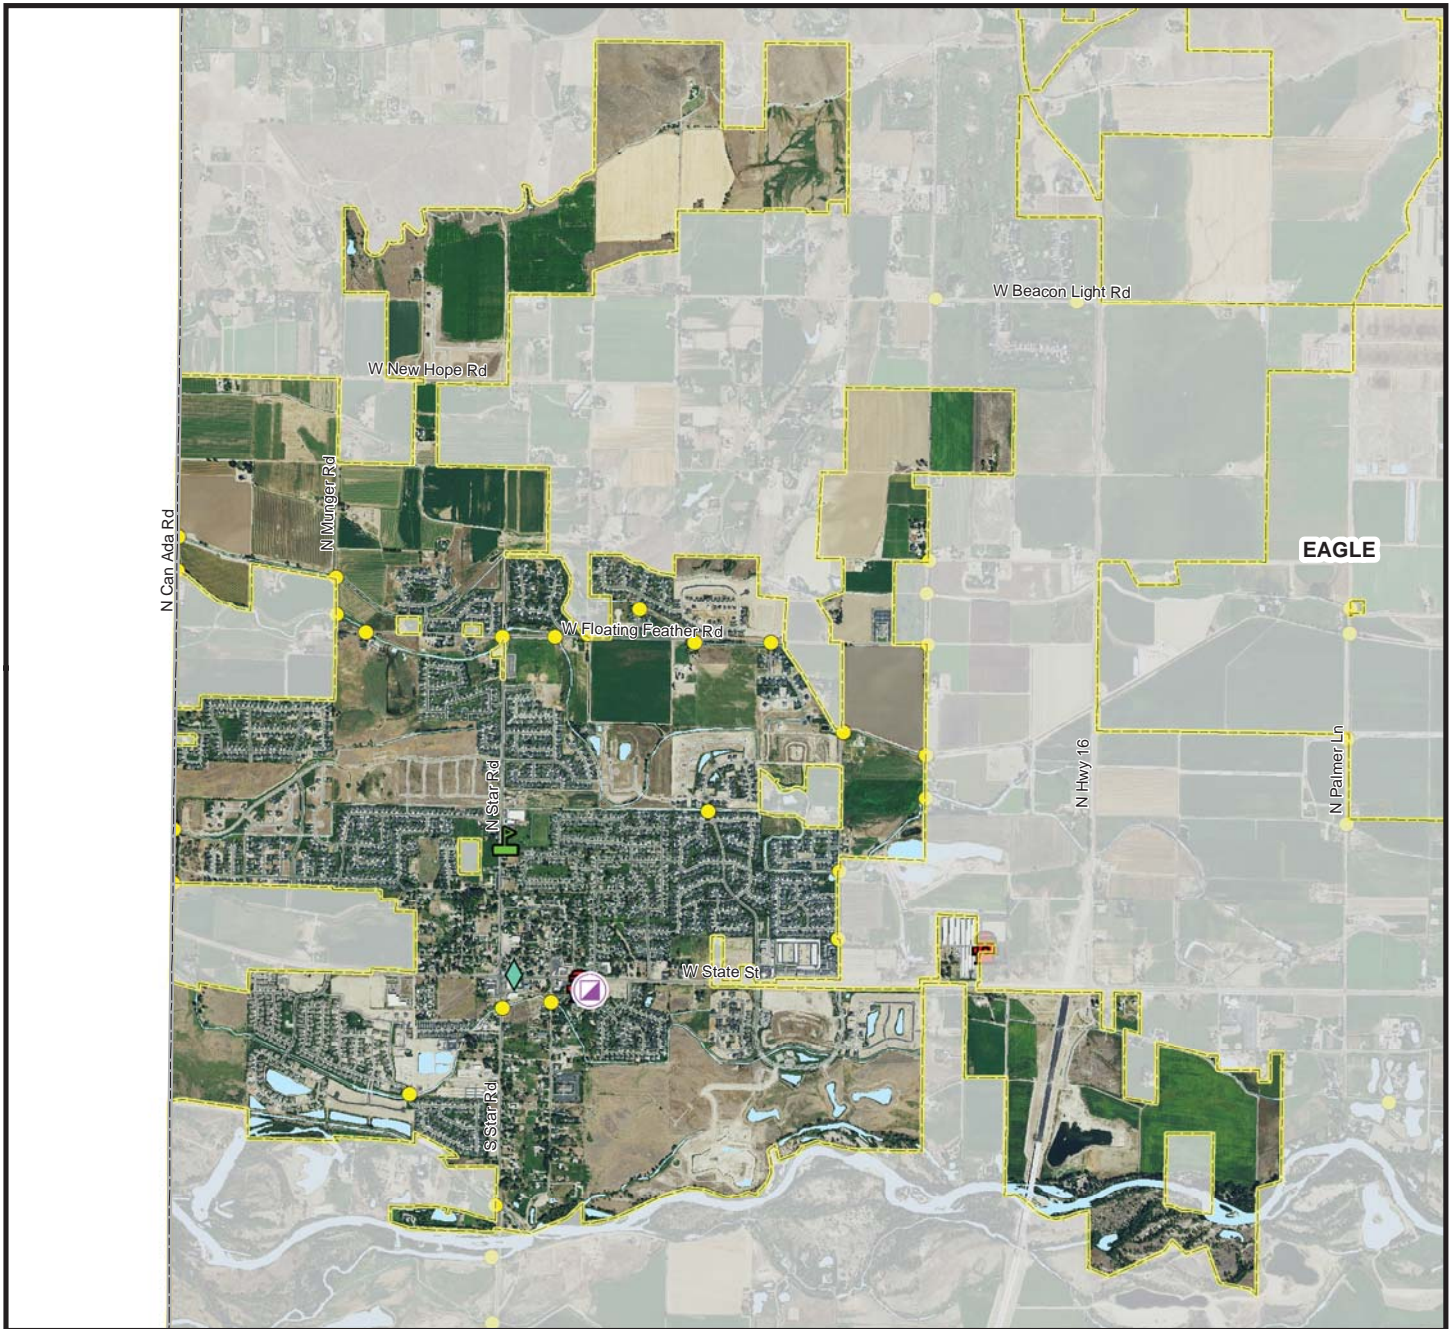 W Beacon Light Rd
W New Hope Rd
N Munger Rd
N Can Ada Rd
EAGLE
W Floating Feather Rd
N Star Rd
N Hwy 16
N Palmer Ln
W State St
S Star Rd